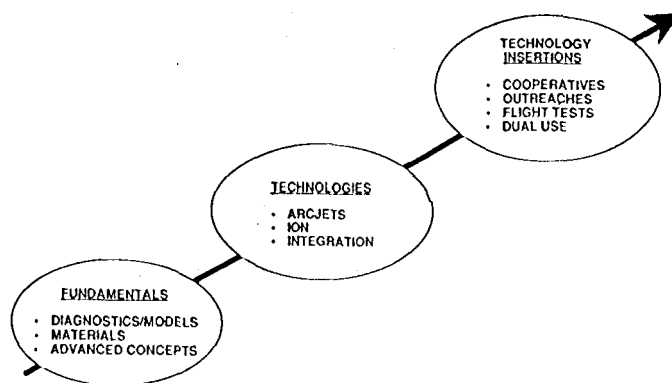 TECHNOLOGY
INSERTIONS
• COOPERATIVES
• OUTREACHES
• FLIGHT TESTS
• DUAL USE
TECHNOLOGIES
• ARCJETS
• ION
• INTEGRATION
FUNDAMENTALS
• DIAGNOSTICS/MODELS
• MATERIALS
• ADVANCED CONCEPTS